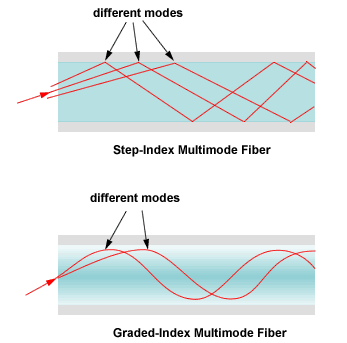 different modes
Step-Index Multimode Fiber
different modes
Graded-Index Multimode Fiber